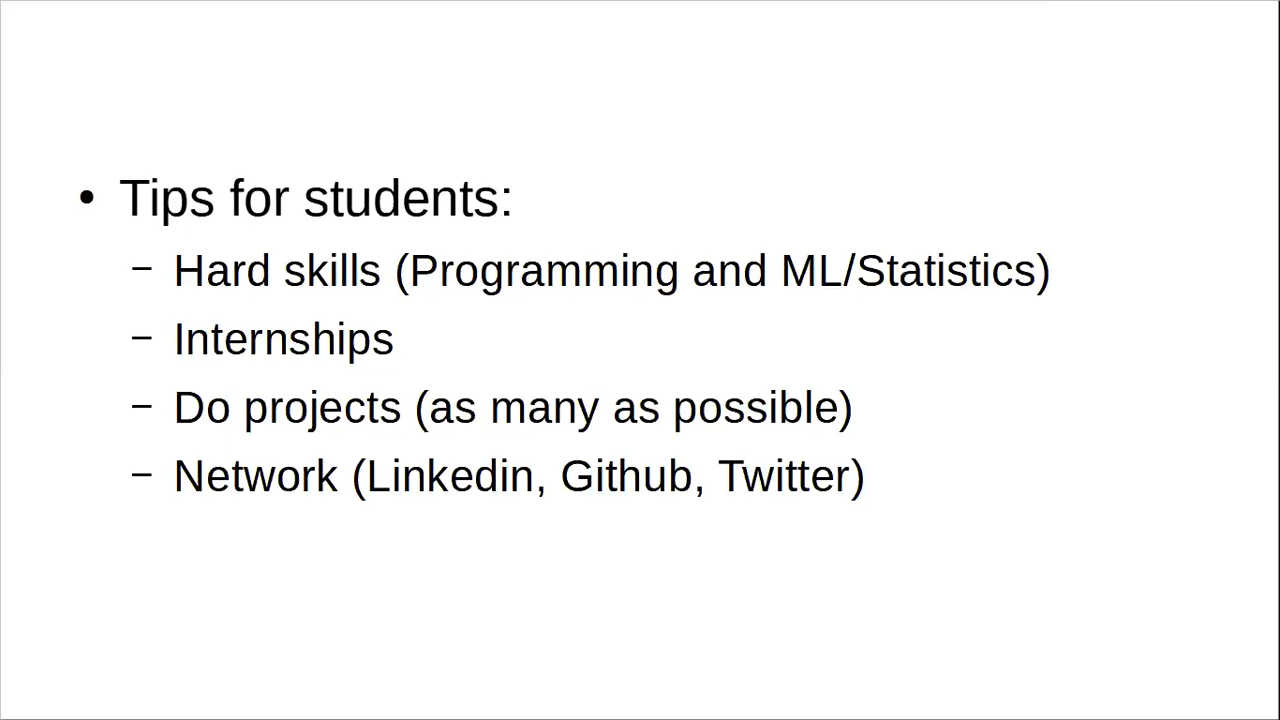 • Tips for students:
– Hard skills (Programming and ML/Statistics)
– Internships
– Do projects (as many as possible)
– Network (Linkedin, Github, Twitter)